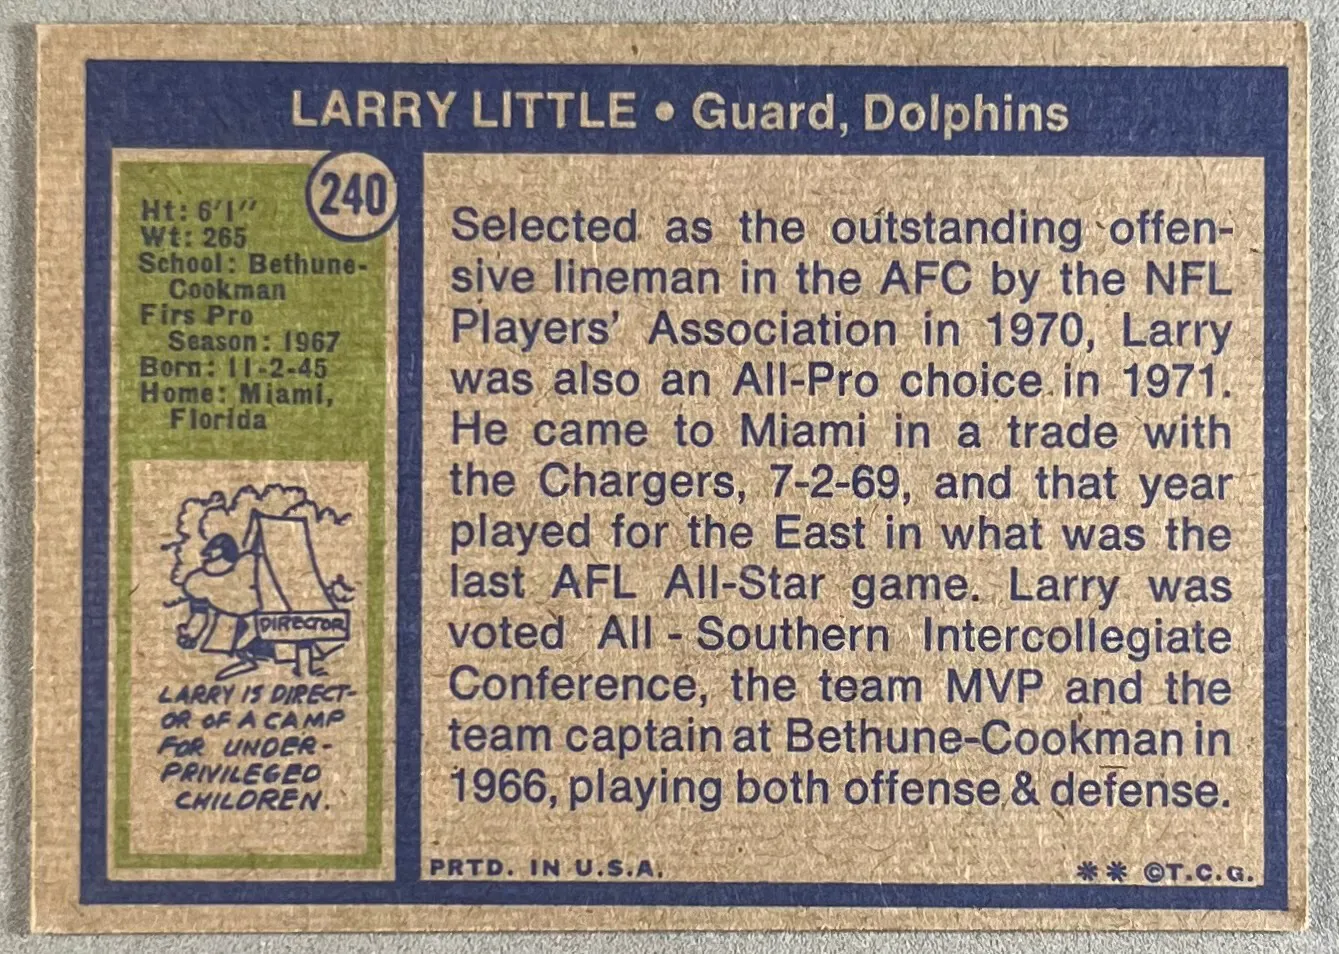 LARRY LITTLE • Guard, Dolphins
240
Ht: 6'1"
Wt: 265
School: Bethune-
Cookman
Firs Pro
Season: 1967
Born: 11-2-45
Home: Miami,
Florida
DIRECTOR
LARRY IS DIRECT-
OR OF A CAMP
FOR UNDER-
PRIVILEGED
CHILDREN.
Selected as the outstanding offen-
sive lineman in the AFC by the NFL
Players' Association in 1970, Larry
was also an All-Pro choice in 1971.
He came to Miami in a trade with
the Chargers, 7-2-69, and that year
played for the East in what was the
last AFL All-Star game. Larry was
voted All - Southern Intercollegiate
Conference, the team MVP and the
team captain at Bethune-Cookman in
1966, playing both offense & defense.
PRTD. IN U.S.A.
** ©T.C.G.